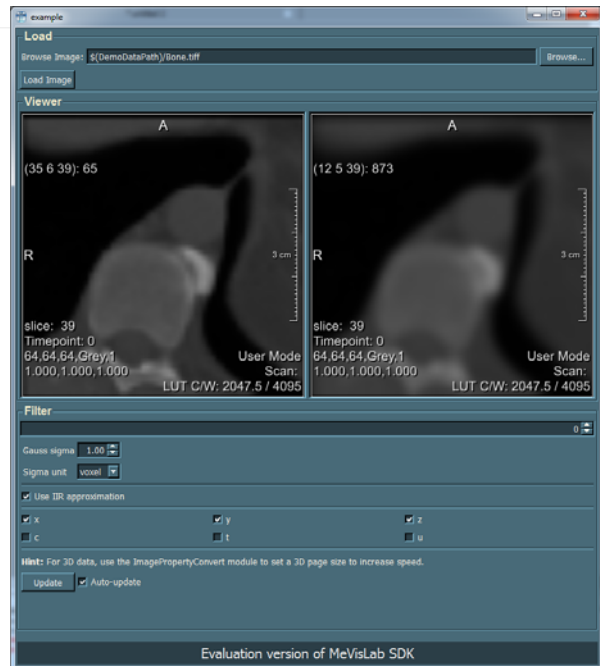 example
Load
Browse Image: $(DemoDataPath)/Bone.tiff Browse...
Load Image
Viewer
A
(35 6 39): 65
R
3 cm
slice: 39
Timepoint: 0
64,64,64,Grey,1 User Mode
1.000,1.000,1.000 Scan:
LUT C/W: 2047.5 / 4095
A
(12 5 39): 873
R
3 cm
slice: 39
Timepoint: 0
64,64,64,Grey,1 User Mode
1.000,1.000,1.000 Scan:
LUT C/W: 2047.5 / 4095
Filter
0
Gauss sigma 1.00
Sigma unit voxel
Use IIR approximation
x y z
c t u
Hint: For 3D data, use the ImagePropertyConvert module to set a 3D page size to increase speed.
Update Auto-update
Evaluation version of MeVisLab SDK